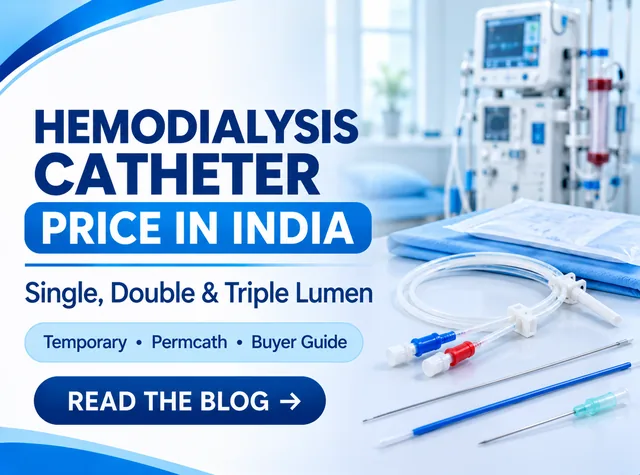 HEMODIALYSIS
CATHETER
PRICE IN INDIA
Single, Double & Triple Lumen
Temporary • Permcath • Buyer Guide
READ THE BLOG →